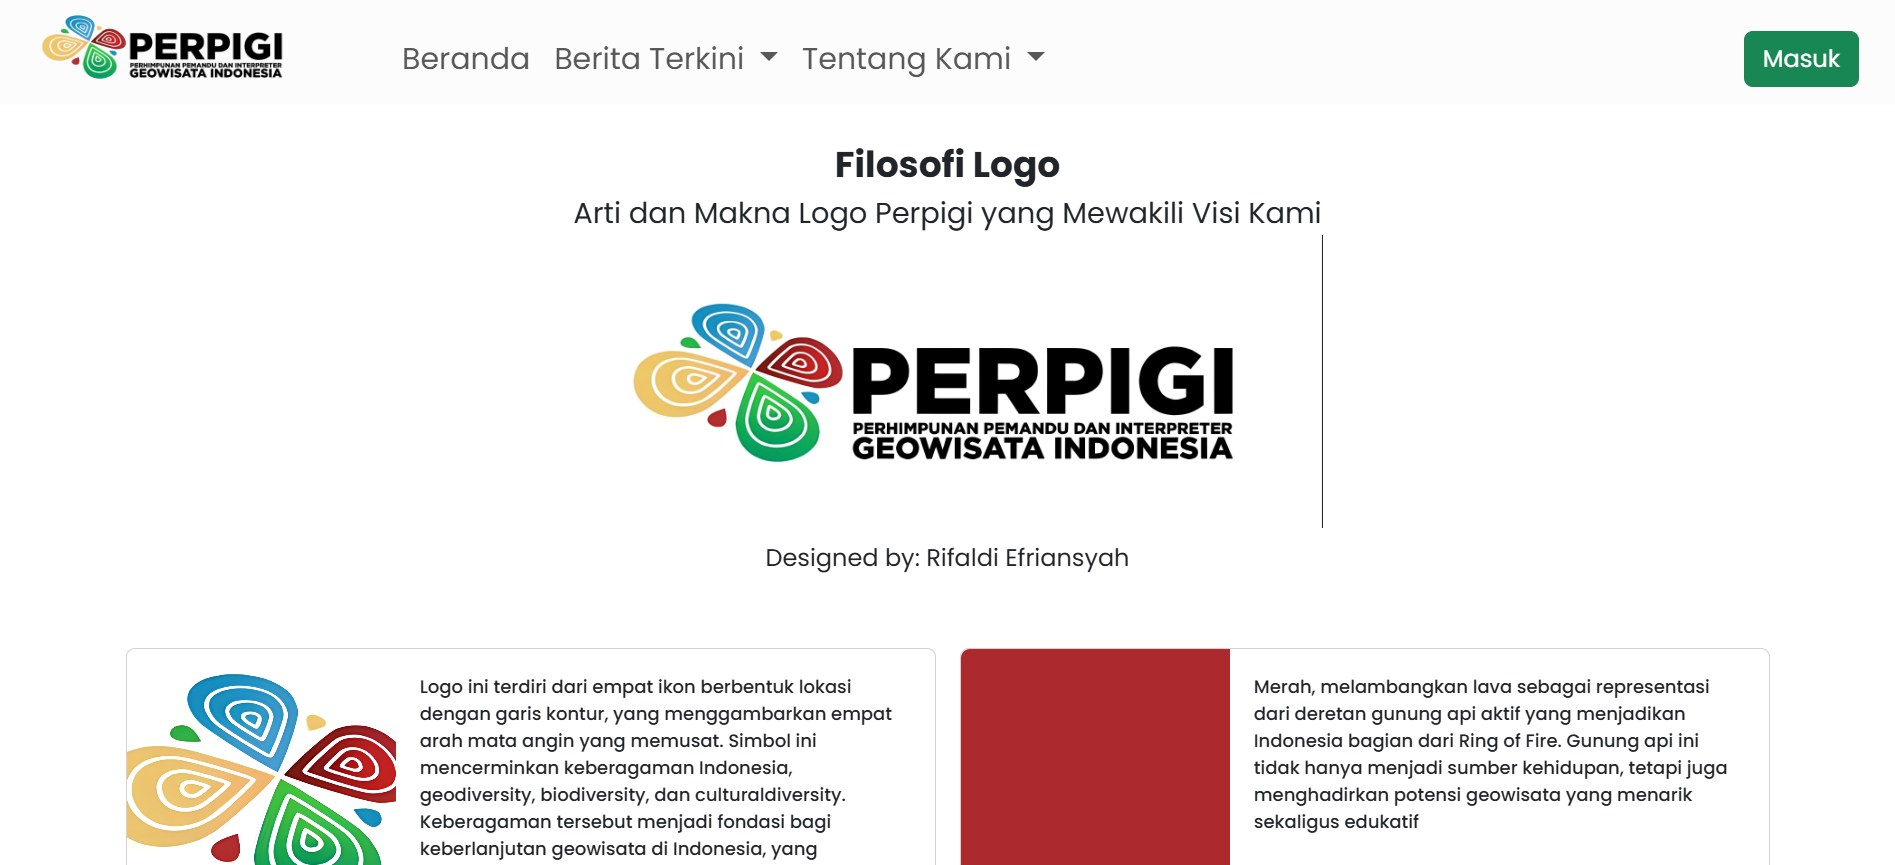 PERPIGI
PERHIMPUNAN PEMANDU DAN INTERPRETER
GEOWISATA INDONESIA
Beranda
Berita Terkini
Tentang Kami
Masuk
Filosofi Logo
Arti dan Makna Logo Perpigi yang Mewakili Visi Kami
PERPIGI
PERHIMPUNAN PEMANDU DAN INTERPRETER
GEOWISATA INDONESIA
Designed by: Rifaldi Efriansyah
Logo ini terdiri dari empat ikon berbentuk lokasi
dengan garis kontur, yang menggambarkan empat
arah mata angin yang memusat. Simbol ini
mencerminkan keberagaman Indonesia,
geodiversity, biodiversity, dan culturaldiversity.
Keberagaman tersebut menjadi fondasi bagi
keberlanjutan geowisata di Indonesia, yang
Merah, melambangkan lava sebagai representasi
dari deretan gunung api aktif yang menjadikan
Indonesia bagian dari Ring of Fire. Gunung api ini
tidak hanya menjadi sumber kehidupan, tetapi juga
menghadirkan potensi geowisata yang menarik
sekaligus edukatif